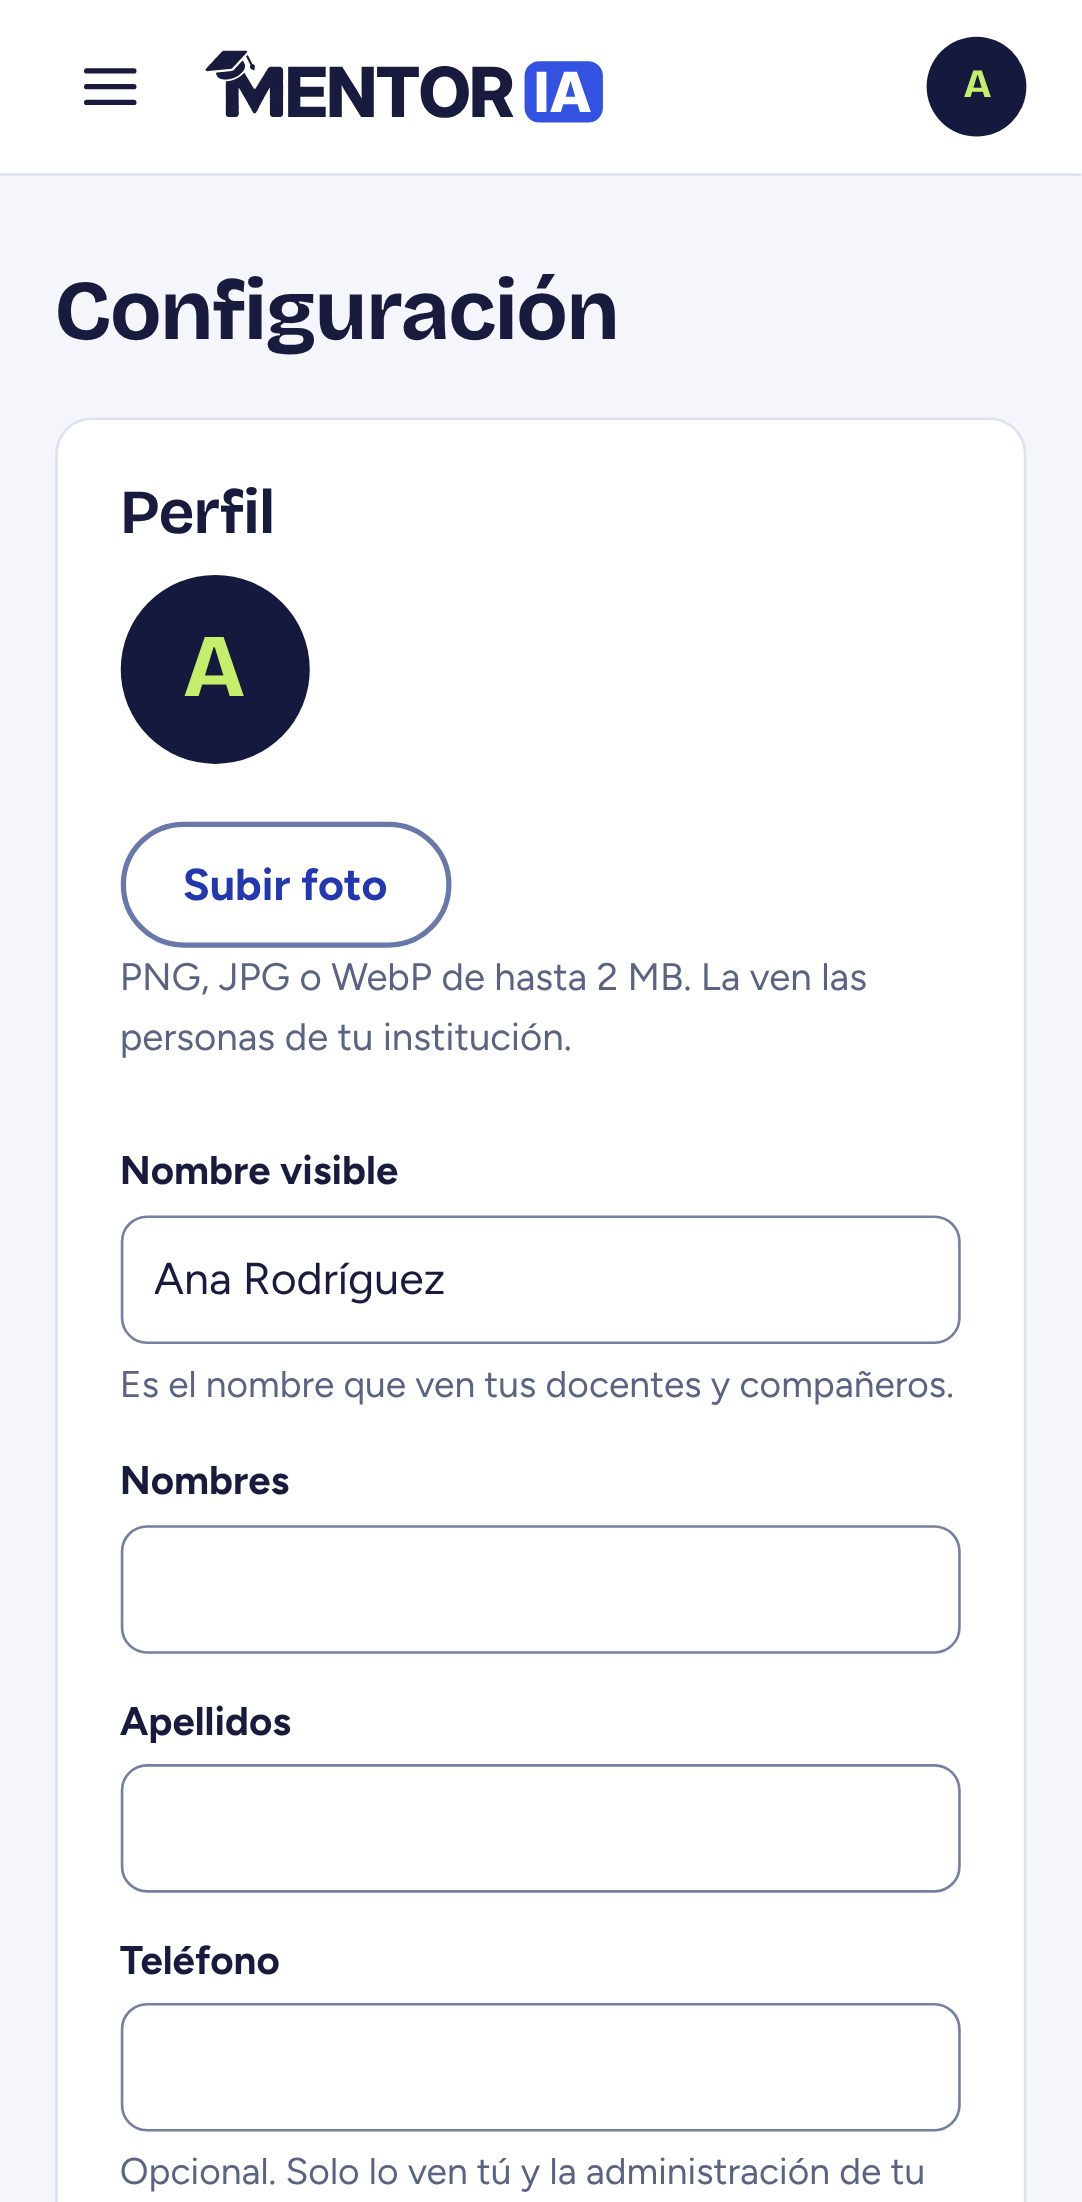 MENTOR IA
A
Configuración
Perfil
A
Subir foto
PNG, JPG o WebP de hasta 2 MB. La ven las
personas de tu institución.
Nombre visible
Ana Rodríguez
Es el nombre que ven tus docentes y compañeros.
Nombres
Apellidos
Teléfono
Opcional. Solo lo ven tú y la administración de tu